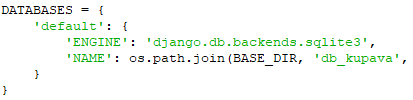 DATABASES = {
    'default': {
        'ENGINE': 'django.db.backends.sqlite3',
        'NAME': os.path.join(BASE_DIR, 'db_kupava',
    }
}